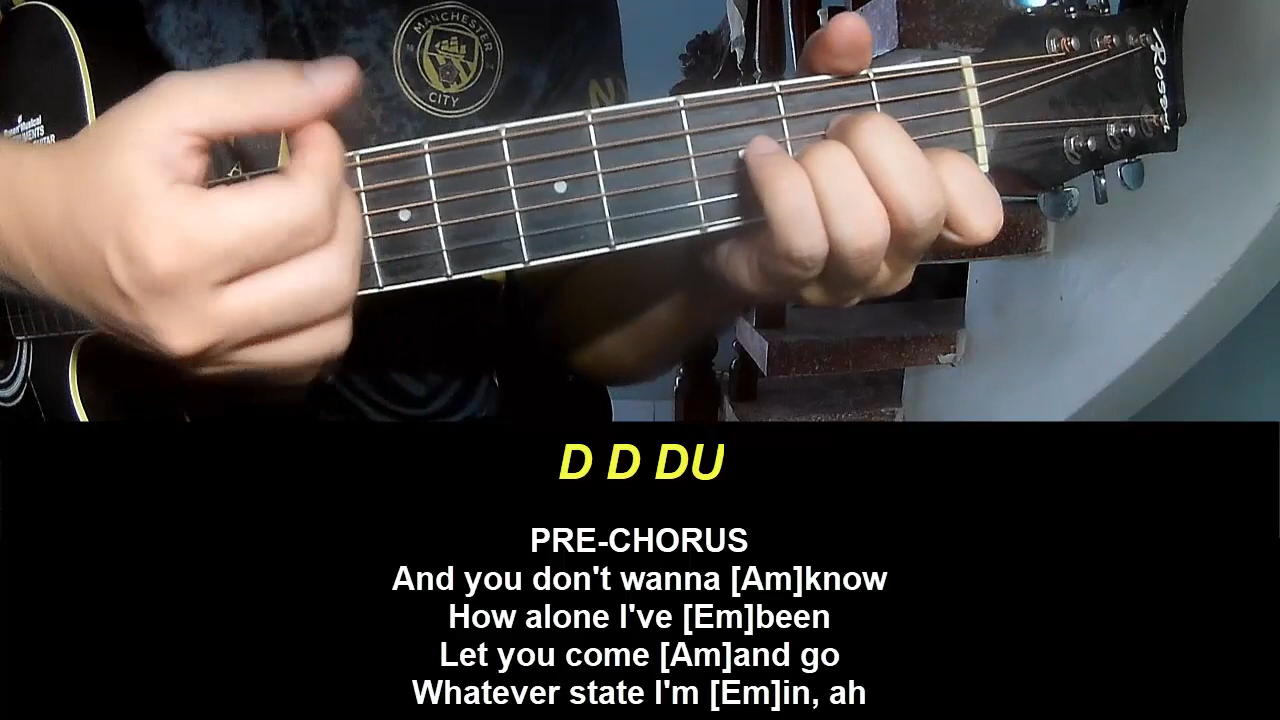 MANCHESTER
CITY
Rosen
D D DU
PRE-CHORUS
And you don't wanna [Am]know
How alone I've [Em]been
Let you come [Am]and go
Whatever state I'm [Em]in, ah